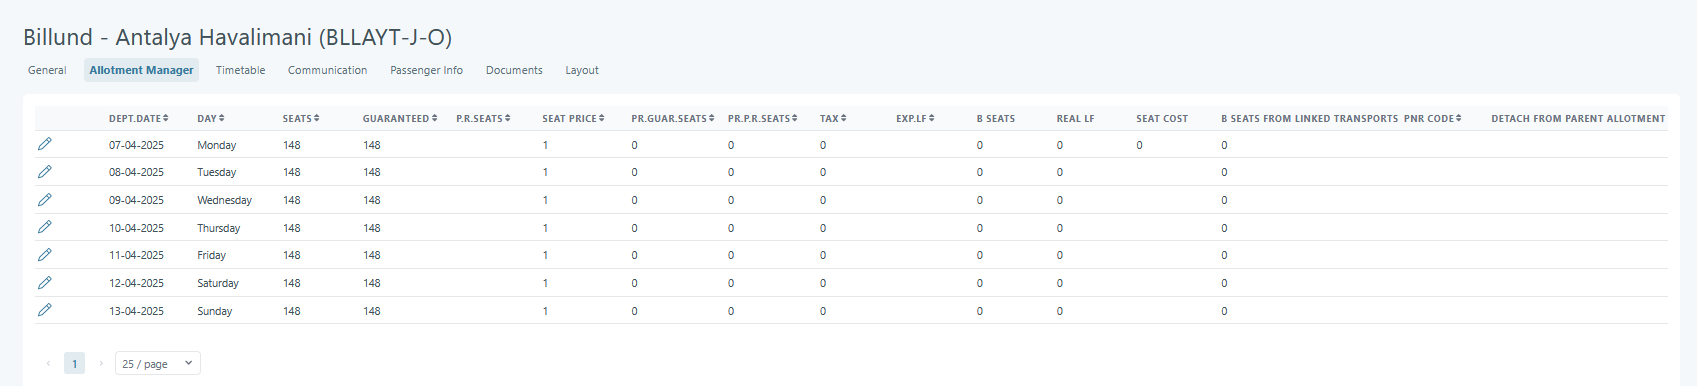 Billund - Antalya Havalimani (BLLAYT-J-O)
General Allotment Manager Timetable Communication Passenger Info Documents Layout
DEPT.DATE DAY SEATS GUARANTEED P.R.SEATS SEAT PRICE PR.GUAR.SEATS PR.P.R.SEATS TAX EXP.LF B SEATS REAL LF SEAT COST B SEATS FROM LINKED TRANSPORTS PNR CODE DETACH FROM PARENT ALLOTMENT
07-04-2025 Monday 148 148 1 0 0 0 0 0 0 0
08-04-2025 Tuesday 148 148 1 0 0 0 0 0 0
09-04-2025 Wednesday 148 148 1 0 0 0 0 0 0
10-04-2025 Thursday 148 148 1 0 0 0 0 0 0
11-04-2025 Friday 148 148 1 0 0 0 0 0 0
12-04-2025 Saturday 148 148 1 0 0 0 0 0 0
13-04-2025 Sunday 148 148 1 0 0 0 0 0 0
1 25 / page